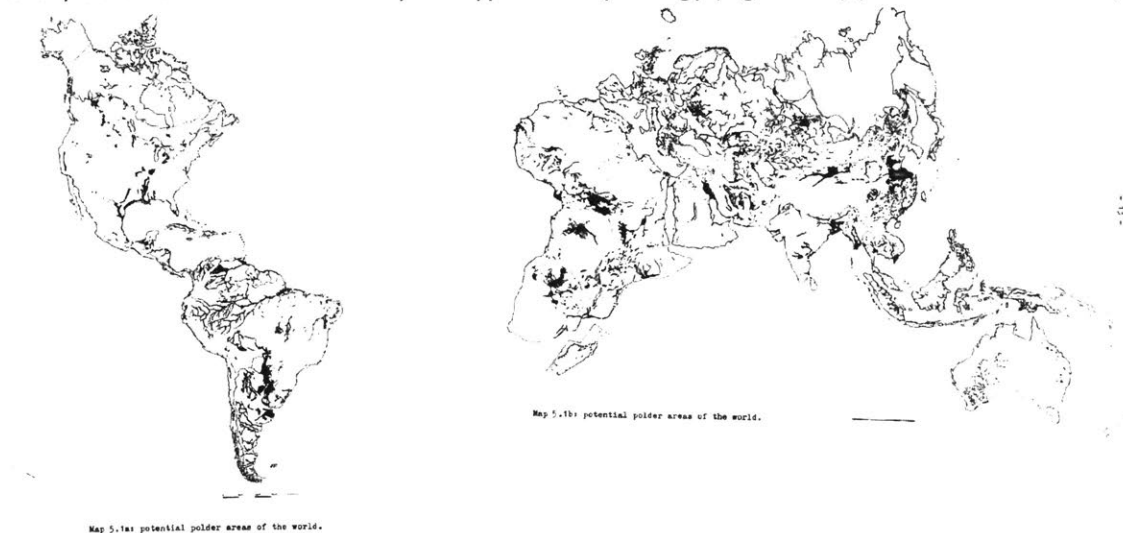 Map 5.1b: potential polder areas of the world.
Map 5.1a: potential polder areas of the world.